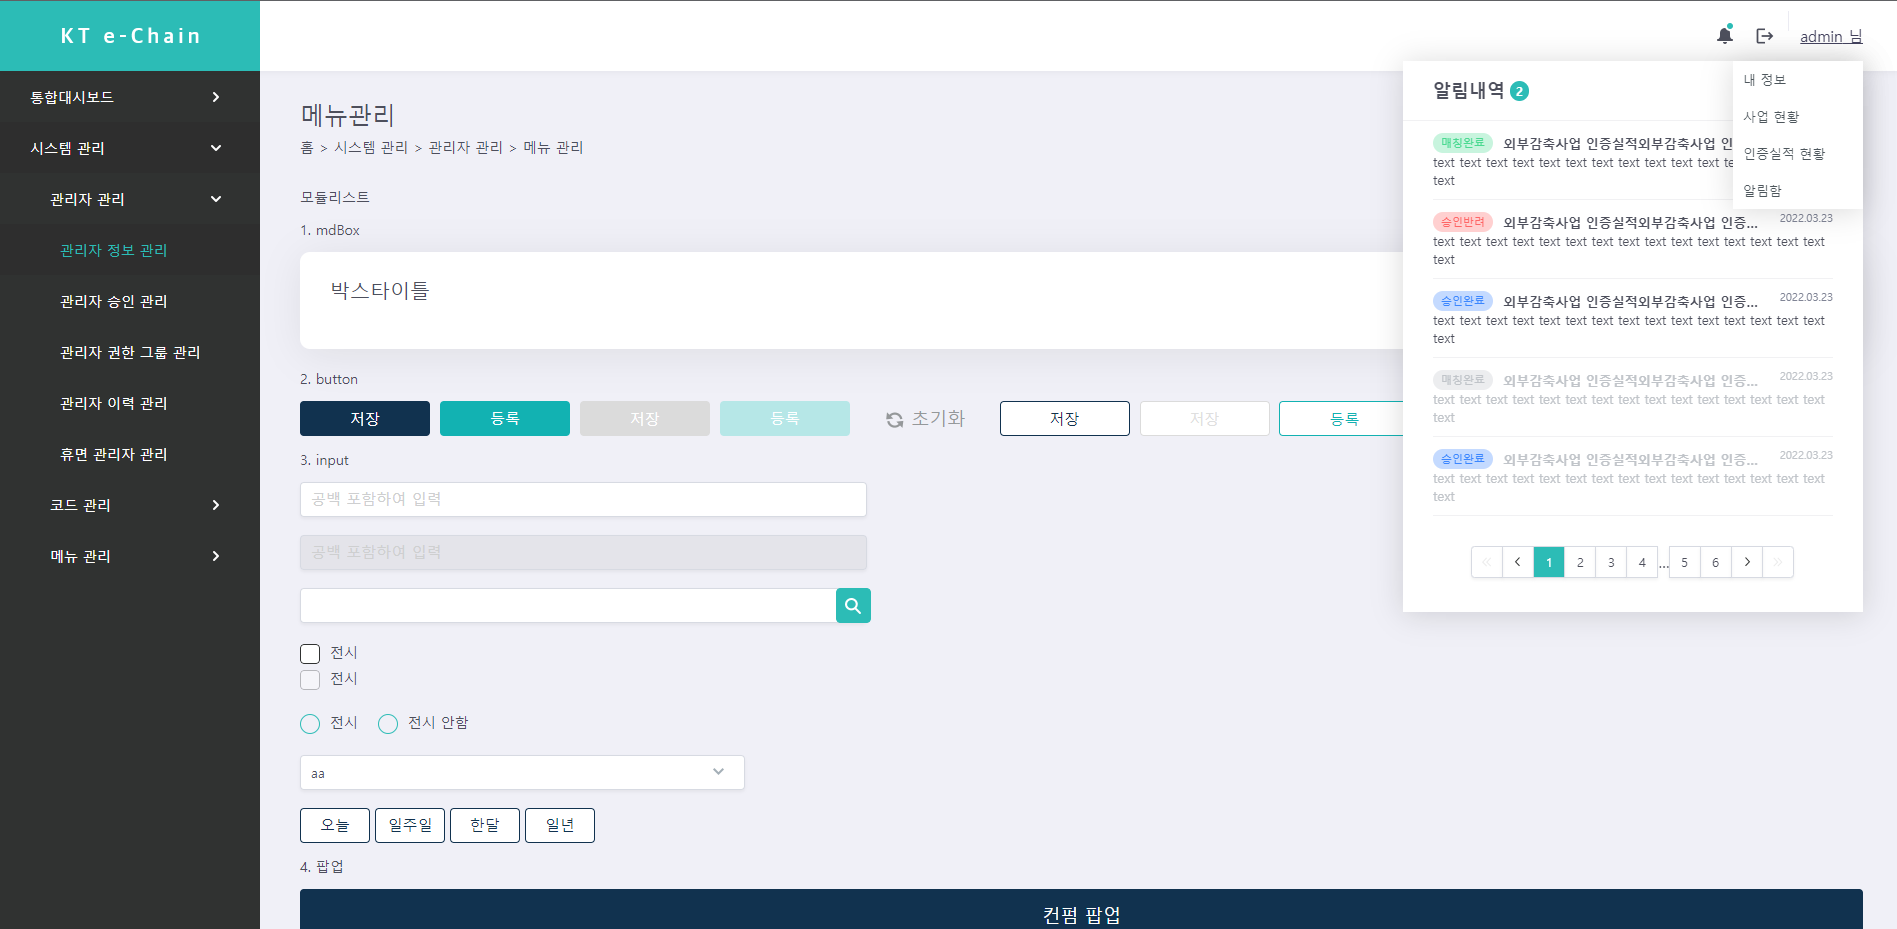 KT e-Chain
admin 님
통합대시보드
시스템 관리
관리자 관리
관리자 정보 관리
관리자 승인 관리
관리자 권한 그룹 관리
관리자 이력 관리
휴면 관리자 관리
코드 관리
메뉴 관리
메뉴관리
홈 > 시스템 관리 > 관리자 관리 > 메뉴 관리
모듈리스트
1. mdBox
박스타이틀
2. button
저장 등록 저장 등록 초기화 저장 저장 등록
3. input
공백 포함하여 입력
공백 포함하여 입력
전시
전시
전시 전시 안함
aa
오늘 일주일 한달 일년
4. 팝업
컨펌 팝업
알림내역 2
매칭완료 외부감축사업 인증실적외부감축사업 인
text text text text text text text text text text text te
text
승인반려 외부감축사업 인증실적외부감축사업 인증... 2022.03.23
text text text text text text text text text text text text text text text
text
승인완료 외부감축사업 인증실적외부감축사업 인증... 2022.03.23
text text text text text text text text text text text text text text text
text
매칭완료 외부감축사업 인증실적외부감축사업 인증... 2022.03.23
text text text text text text text text text text text text text text text
text
승인완료 외부감축사업 인증실적외부감축사업 인증... 2022.03.23
text text text text text text text text text text text text text text text
text
« ‹ 1 2 3 4 ... 5 6 › »
내 정보
사업 현황
인증실적 현황
알림함